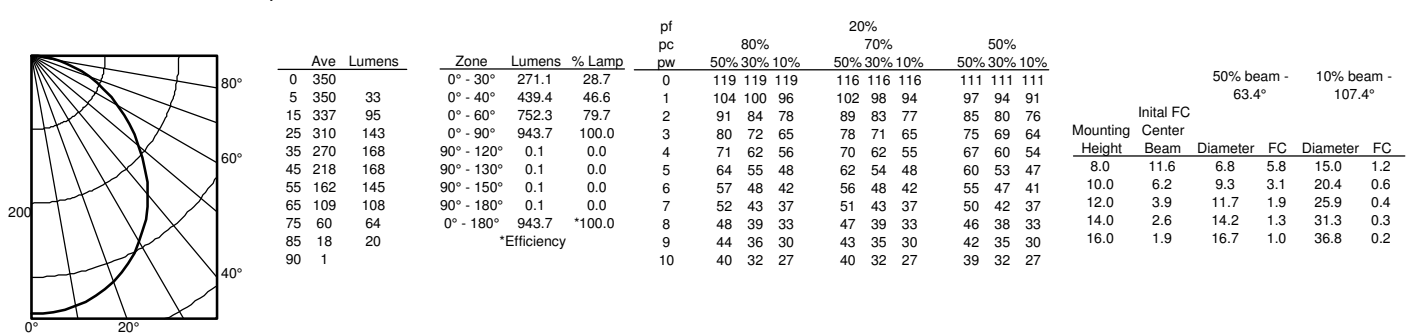 80°
60°
40°
20°
0°
200
Ave Lumens
0 350
5 350 33
15 337 95
25 310 143
35 270 168
45 218 168
55 162 145
65 109 108
75 60 64
85 18 20
90 1
Zone Lumens % Lamp
0° - 30° 271.1 28.7
0° - 40° 439.4 46.6
0° - 60° 752.3 79.7
0° - 90° 943.7 100.0
90° - 120° 0.1 0.0
90° - 130° 0.1 0.0
90° - 150° 0.1 0.0
90° - 180° 0.1 0.0
0° - 180° 943.7 *100.0
*Efficiency
pf 20%
pc 80% 70% 50%
pw 50% 30% 10% 50% 30% 10% 50% 30% 10%
0 119 119 119 116 116 116 111 111 111
1 104 100 96 102 98 94 97 94 91
2 91 84 78 89 83 77 85 80 76
3 80 72 65 78 71 65 75 69 64
4 71 62 56 70 62 55 67 60 54
5 64 55 48 62 54 48 60 53 47
6 57 48 42 56 48 42 55 47 41
7 52 43 37 51 43 37 50 42 37
8 48 39 33 47 39 33 46 38 33
9 44 36 30 43 35 30 42 35 30
10 40 32 27 40 32 27 39 32 27
50% beam - 10% beam -
63.4° 107.4°
Inital FC
Mounting Center
Height Beam Diameter FC Diameter FC
8.0 11.6 6.8 5.8 15.0 1.2
10.0 6.2 9.3 3.1 20.4 0.6
12.0 3.9 11.7 1.9 25.9 0.4
14.0 2.6 14.2 1.3 31.3 0.3
16.0 1.9 16.7 1.0 36.8 0.2